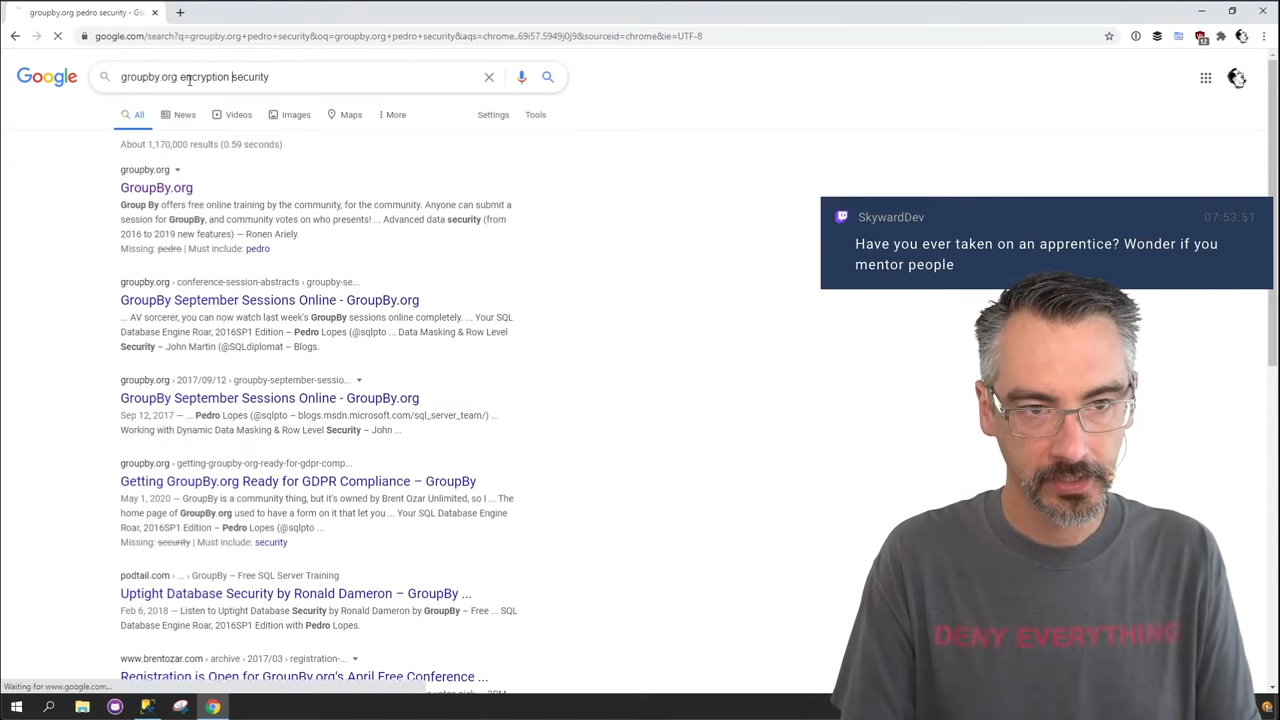 groupby.org pedro security - Go
google.com/search?q=groupby.org+pedro+security&oq=groupby.org+pedro+security&aqs=chrome..69i57.5949j0j9&sourceid=chrome&ie=UTF-8
Google
groupby.org encryption security
All
News
Videos
Images
Maps
More
Settings
Tools
About 1,170,000 results (0.59 seconds)
groupby.org
GroupBy.org
Group By offers free online training by the community, for the community. Anyone can submit a
session for GroupBy, and community votes on who presents! ... Advanced data security (from
2016 to 2019 new features) — Ronen Ariely.
Missing: pedro | Must include: pedro
groupby.org › conference-session-abstracts › groupby-se...
GroupBy September Sessions Online - GroupBy.org
... AV sorcerer, you can now watch last week's GroupBy sessions online completely. ... Your SQL
Database Engine Roar, 2016SP1 Edition – Pedro Lopes (@sqlpto ... Data Masking & Row Level
Security – John Martin (@SQLdiplomat – Blogs.
groupby.org › 2017/09/12 › groupby-september-sessio...
GroupBy September Sessions Online - GroupBy.org
Sep 12, 2017 — ... Pedro Lopes (@sqlpto – blogs.msdn.microsoft.com/sql_server_team/) ...
Working with Dynamic Data Masking & Row Level Security – John ...
groupby.org › getting-groupby-org-ready-for-gdpr-comp...
Getting GroupBy.org Ready for GDPR Compliance – GroupBy
May 1, 2020 — GroupBy is a community thing, but it's owned by Brent Ozar Unlimited, so I ... The
home page of GroupBy.org used to have a form on it that let you ... Your SQL Database Engine
Roar, 2016SP1 Edition – Pedro Lopes (@sqlpto ...
Missing: security | Must include: security
podtail.com › ... › GroupBy – Free SQL Server Training
Uptight Database Security by Ronald Dameron – GroupBy ...
Feb 6, 2018 — Listen to Uptight Database Security by Ronald Dameron by GroupBy – Free ... SQL
Database Engine Roar, 2016SP1 Edition with Pedro Lopes.
www.brentozar.com › archive › 2017/03 › registration-...
Registration is Open for GroupBy.org's April Free Conference ...
Waiting for www.google.com...
SkywardDev
07:53:51
Have you ever taken on an apprentice? Wonder if you
mentor people
DENY EVERYTHING